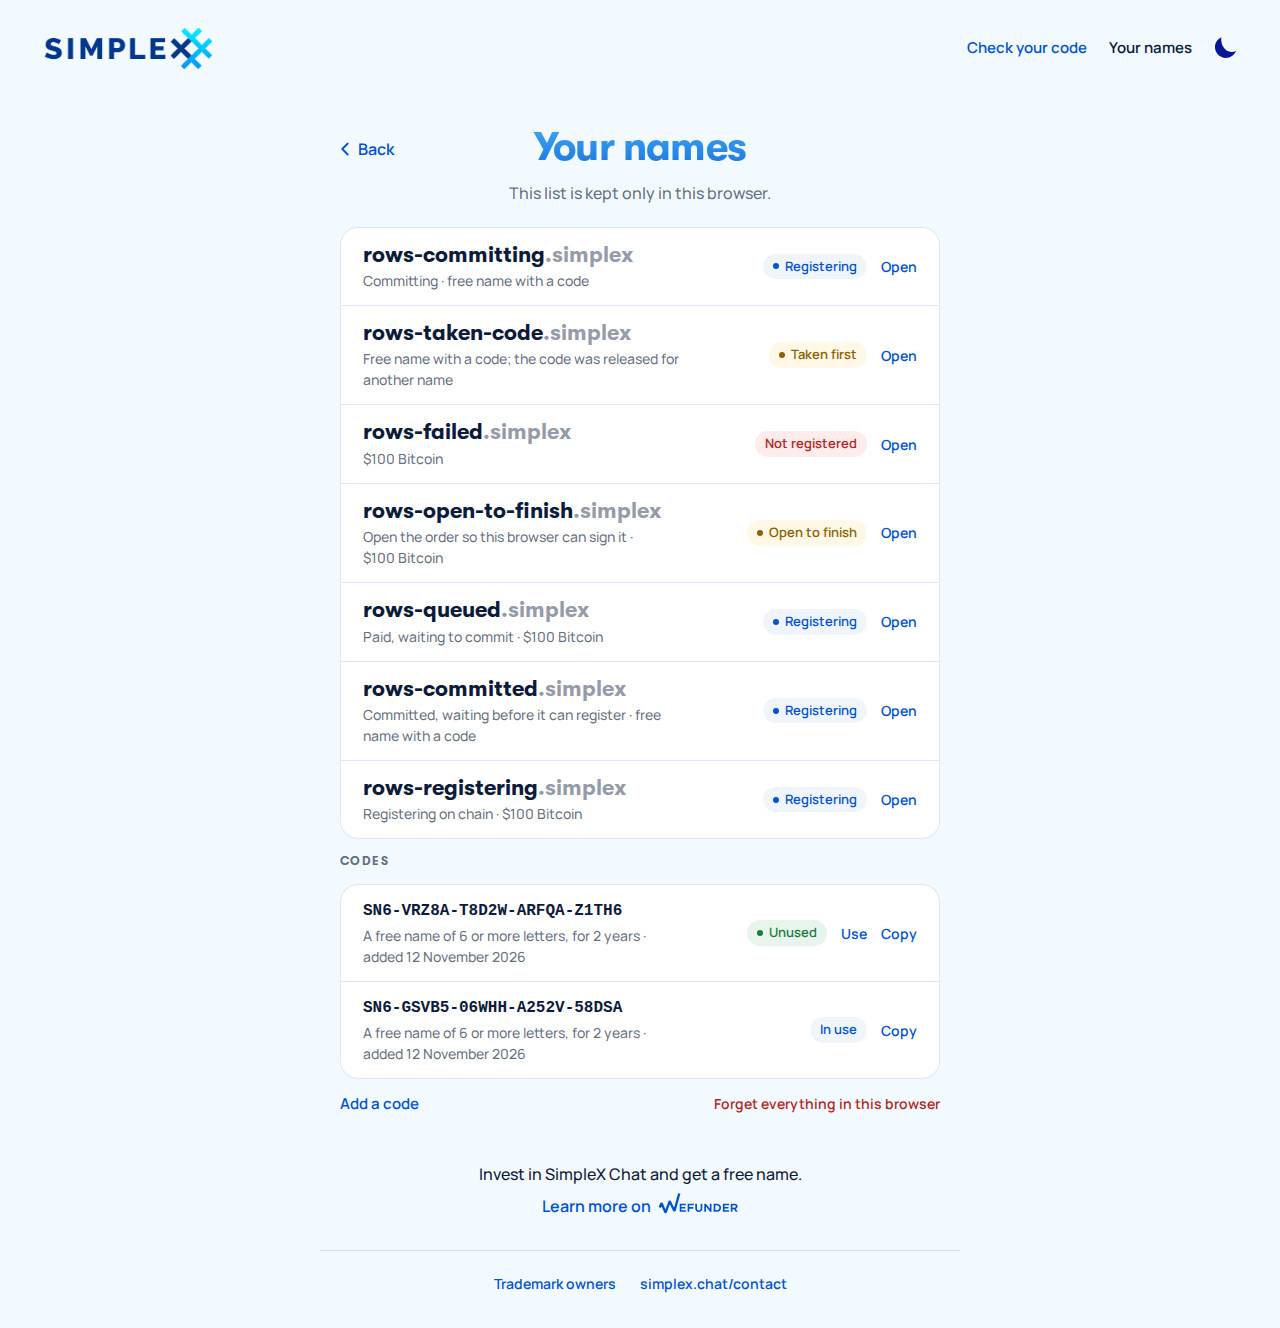 SIMPLEX
Check your code
Your names
Back
Your names
This list is kept only in this browser.
rows-committing.simplex
Committing · free name with a code
Registering
Open
rows-taken-code.simplex
Free name with a code; the code was released for
another name
Taken first
Open
rows-failed.simplex
$100 Bitcoin
Not registered
Open
rows-open-to-finish.simplex
Open the order so this browser can sign it ·
$100 Bitcoin
Open to finish
Open
rows-queued.simplex
Paid, waiting to commit · $100 Bitcoin
Registering
Open
rows-committed.simplex
Committed, waiting before it can register · free
name with a code
Registering
Open
rows-registering.simplex
Registering on chain · $100 Bitcoin
Registering
Open
CODES
SN6-VRZ8A-T8D2W-ARFQA-Z1TH6
A free name of 6 or more letters, for 2 years ·
added 12 November 2026
Unused
Use
Copy
SN6-GSVB5-06WHH-A252V-58DSA
A free name of 6 or more letters, for 2 years ·
added 12 November 2026
In use
Copy
Add a code
Forget everything in this browser
Invest in SimpleX Chat and get a free name.
Learn more on WEFUNDER
Trademark owners
simplex.chat/contact